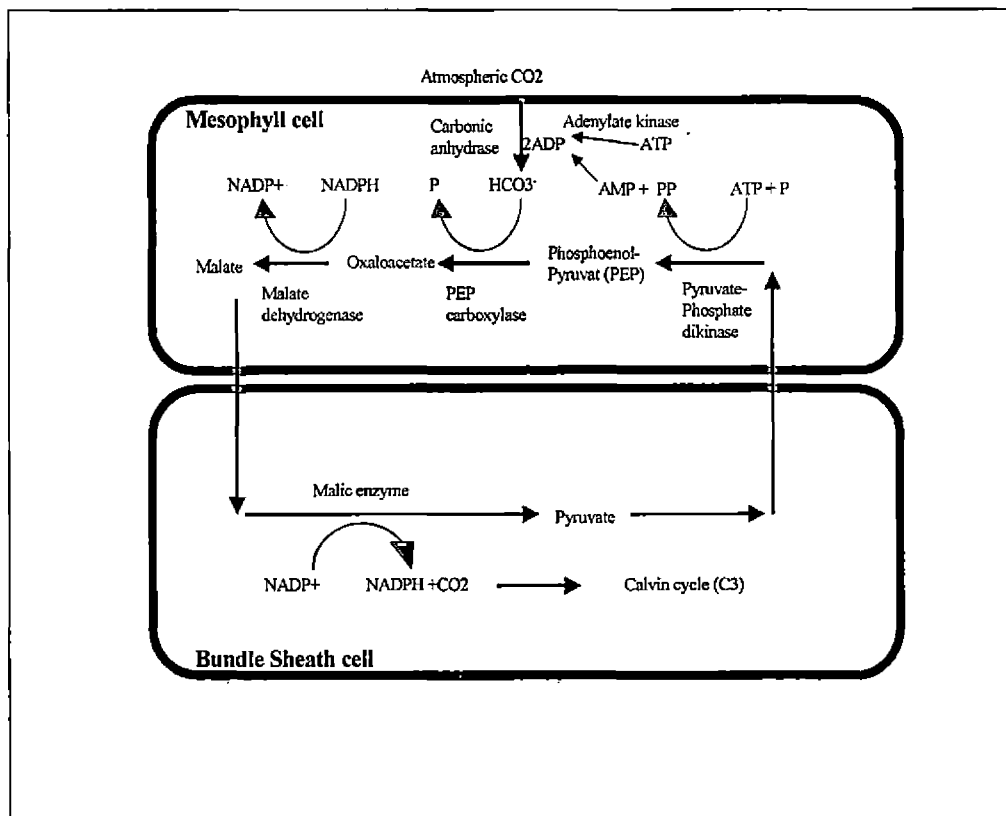 Atmospheric CO2
Mesophyll cell
Carbonic
anhydrase
Adenylate kinase
2ADP
ATP
NADP+
NADPH
P
HCO3-
AMP + PP
ATP + P
Malate
Oxaloacetate
Phosphoenol-
Pyruvat (PEP)
Malate
dehydrogenase
PEP
carboxylase
Pyruvate-
Phosphate
dikinase
Malic enzyme
Pyruvate
NADP+
NADPH +CO2
Calvin cycle (C3)
Bundle Sheath cell